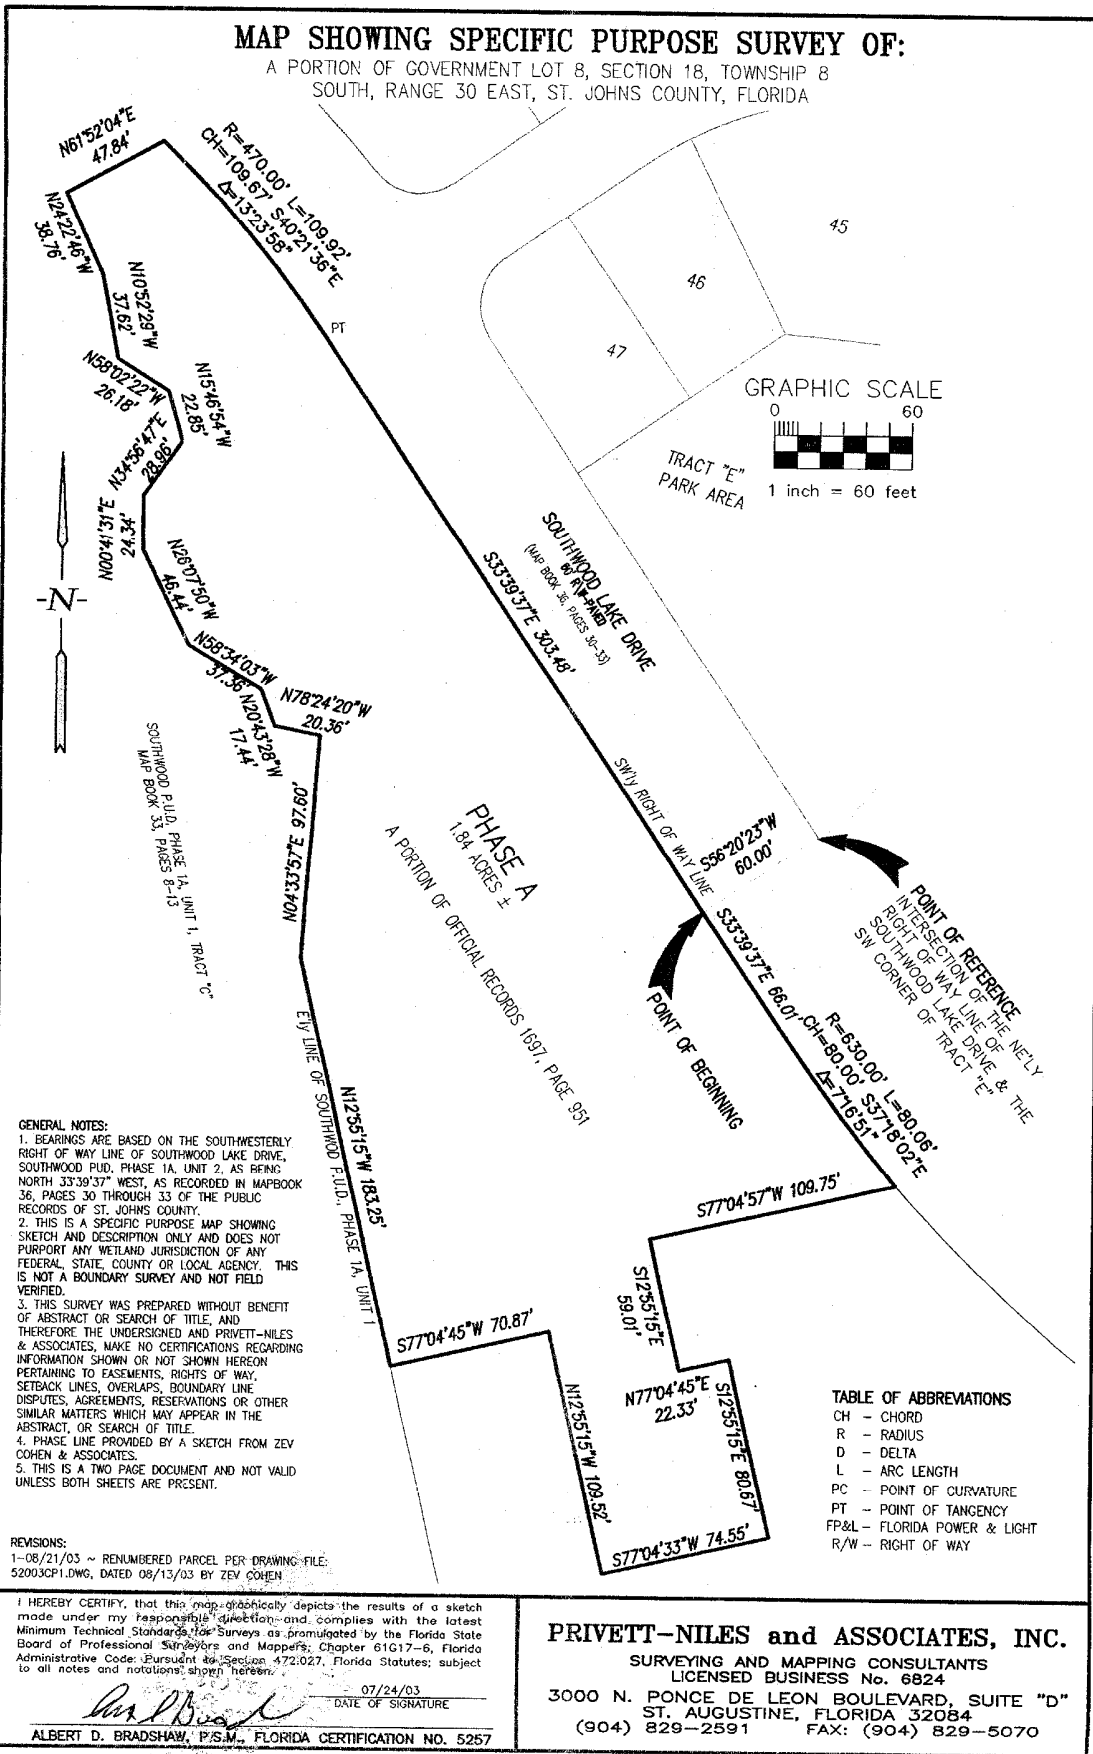 MAP SHOWING SPECIFIC PURPOSE SURVEY OF:
A PORTION OF GOVERNMENT LOT 8, SECTION 18, TOWNSHIP 8
SOUTH, RANGE 30 EAST, ST. JOHNS COUNTY, FLORIDA
N61°52'04"E
47.84'
R=470.00' L=109.92'
CH=109.67' S40°21'36"E
Δ=13°23'58"
N24°22'46"W
38.76'
N10°52'29"W
37.62'
PT
45
46
47
N58°02'22"W
26.18'
N15°46'54"W
22.85'
N34°56'47"E
28.96'
N00°41'31"E
24.34'
GRAPHIC SCALE
0 60
1 inch = 60 feet
TRACT "E"
PARK AREA
SOUTHWOOD LAKE DRIVE
60' R/W-PAVED
(MAP BOOK 36, PAGES 30-33)
S33°39'37"E 303.48'
-N-
N26°07'50"W
46.44'
N58°34'03"W
37.36'
N20°43'28"W
17.44'
N78°24'20"W
20.36'
SOUTHWOOD P.U.D. PHASE 1A, UNIT 1, TRACT "C"
MAP BOOK 33, PAGES 8-13
N04°33'57"E 97.60'
PHASE A
1.84 ACRES ±
A PORTION OF OFFICIAL RECORDS 1697, PAGE 951
SW'ly RIGHT OF WAY LINE
S56°20'23"W
60.00'
POINT OF REFERENCE
INTERSECTION OF THE NE'LY
RIGHT OF WAY LINE OF
SOUTHWOOD LAKE DRIVE & THE
SW CORNER OF TRACT "E"
S33°39'37"E 66.01'
POINT OF BEGINNING
R=630.00' L=80.06'
CH=80.00' S37°18'02"E
Δ=7°16'51"
E'ly LINE OF SOUTHWOD P.U.D., PHASE 1A, UNIT 1
N12°55'15"W 183.25'
S77°04'57"W 109.75'
S12°55'15"E
59.01'
S77°04'45"W 70.87'
N77°04'45"E
22.33'
N12°55'15"W 109.52'
S12°55'15"E 80.67'
S77°04'33"W 74.55'
GENERAL NOTES:
1. BEARINGS ARE BASED ON THE SOUTHWESTERLY
RIGHT OF WAY LINE OF SOUTHWOOD LAKE DRIVE,
SOUTHWOOD PUD, PHASE 1A, UNIT 2, AS BEING
NORTH 33°39'37" WEST, AS RECORDED IN MAPBOOK
36, PAGES 30 THROUGH 33 OF THE PUBLIC
RECORDS OF ST. JOHNS COUNTY.
2. THIS IS A SPECIFIC PURPOSE MAP SHOWING
SKETCH AND DESCRIPTION ONLY AND DOES NOT
PURPORT ANY WETLAND JURISDICTION OF ANY
FEDERAL, STATE, COUNTY OR LOCAL AGENCY. THIS
IS NOT A BOUNDARY SURVEY AND NOT FIELD
VERIFIED.
3. THIS SURVEY WAS PREPARED WITHOUT BENEFIT
OF ABSTRACT OR SEARCH OF TITLE, AND
THEREFORE THE UNDERSIGNED AND PRIVETT-NILES
& ASSOCIATES, MAKE NO CERTIFICATIONS REGARDING
INFORMATION SHOWN OR NOT SHOWN HEREON
PERTAINING TO EASEMENTS, RIGHTS OF WAY,
SETBACK LINES, OVERLAPS, BOUNDARY LINE
DISPUTES, AGREEMENTS, RESERVATIONS OR OTHER
SIMILAR MATTERS WHICH MAY APPEAR IN THE
ABSTRACT, OR SEARCH OF TITLE.
4. PHASE LINE PROVIDED BY A SKETCH FROM ZEV
COHEN & ASSOCIATES.
5. THIS IS A TWO PAGE DOCUMENT AND NOT VALID
UNLESS BOTH SHEETS ARE PRESENT.
TABLE OF ABBREVIATIONS
CH - CHORD
R - RADIUS
D - DELTA
L - ARC LENGTH
PC - POINT OF CURVATURE
PT - POINT OF TANGENCY
FP&L - FLORIDA POWER & LIGHT
R/W - RIGHT OF WAY
REVISIONS:
1-08/21/03 ~ RENUMBERED PARCEL PER DRAWING FILE:
52003CP1.DWG, DATED 08/13/03 BY ZEV COHEN
I HEREBY CERTIFY, that this map graphically depicts the results of a sketch
made under my responsible direction and complies with the latest
Minimum Technical Standards for Surveys as promulgated by the Florida State
Board of Professional Surveyors and Mappers, Chapter 61G17-6, Florida
Administrative Code: Pursuant to Section 472.027, Florida Statutes; subject
to all notes and notations shown hereon.
07/24/03
DATE OF SIGNATURE
ALBERT D. BRADSHAW, P.S.M., FLORIDA CERTIFICATION NO. 5257
PRIVETT-NILES and ASSOCIATES, INC.
SURVEYING AND MAPPING CONSULTANTS
LICENSED BUSINESS No. 6824
3000 N. PONCE DE LEON BOULEVARD, SUITE "D"
ST. AUGUSTINE, FLORIDA 32084
(904) 829-2591 FAX: (904) 829-5070